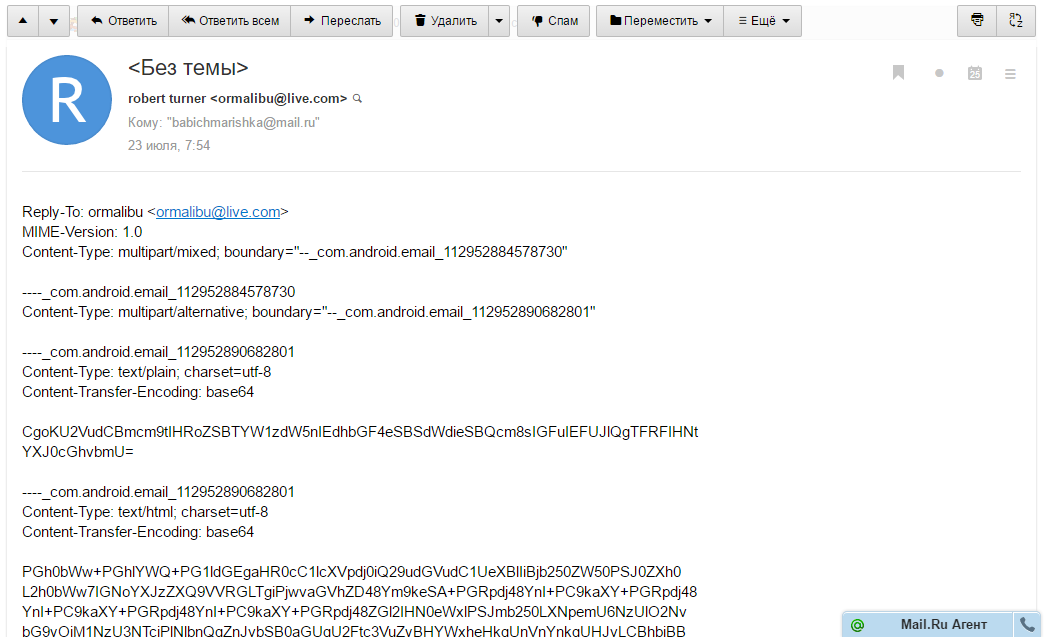 Ответить
Ответить всем
Переслать
Удалить
Спам
Переместить
Ещё
<Без темы>
R
robert turner <ormalibu@live.com>
25
Кому: "babichmarishka@mail.ru"
23 июля, 7:54
Reply-To: ormalibu <ormalibu@live.com>
MIME-Version: 1.0
Content-Type: multipart/mixed; boundary="--_com.android.email_112952884578730"
----_com.android.email_112952884578730
Content-Type: multipart/alternative; boundary="--_com.android.email_112952890682801"
----_com.android.email_112952890682801
Content-Type: text/plain; charset=utf-8
Content-Transfer-Encoding: base64
CgoKU2VudCBmcm9tIHRoZSBTYW1zdW5nIEdhbGF4eSBSdWdieSBQcm8sIGFuIEFUJlQgTFRFIHNt
YXJ0cGhvbmU=
----_com.android.email_112952890682801
Content-Type: text/html; charset=utf-8
Content-Transfer-Encoding: base64
PGh0bWw+PGhlYWQ+PG1ldGEgaHR0cC1lcXVpdj0iQ29udGVudC1UeXBlIiBjb250ZW50PSJ0ZXh0
L2h0bWw7IGNoYXJzZXQ9VVRGLTgiPjwvaGVhZD48Ym9keSA+PGRpdj48YnI+PC9kaXY+PGRpdj48
YnI+PC9kaXY+PGRpdj48YnI+PC9kaXY+PGRpdj48ZGl2IHN0eWxlPSJmb250LXNpemU6NzUlO2Nv
bG9yOiM1NzU3NTciPlNlbnQgZnJvbSB0aGUgU2Ftc3VuZyBHYWxheHkgUnVnYnkgUHJvLCBhbiBB
Mail.Ru Агент